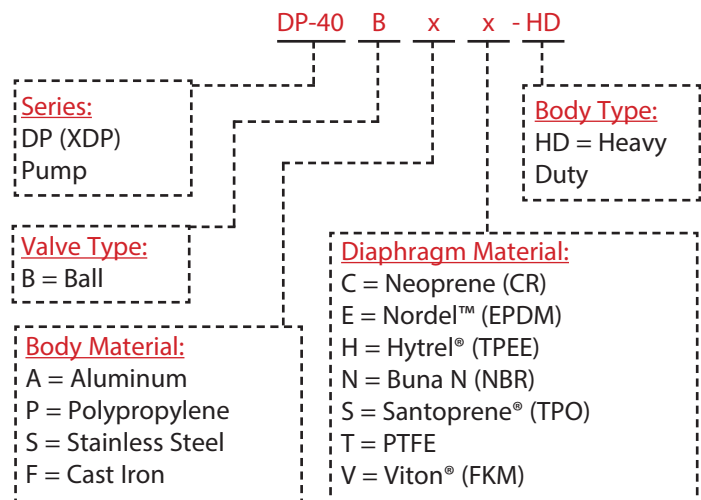 DP-40 B x x - HD
Series:
DP (XDP)
Pump
Body Type:
HD = Heavy
Duty
Valve Type:
B = Ball
Diaphragm Material:
C = Neoprene (CR)
E = Nordel™ (EPDM)
H = Hytrel® (TPEE)
N = Buna N (NBR)
S = Santoprene® (TPO)
T = PTFE
V = Viton® (FKM)
Body Material:
A = Aluminum
P = Polypropylene
S = Stainless Steel
F = Cast Iron